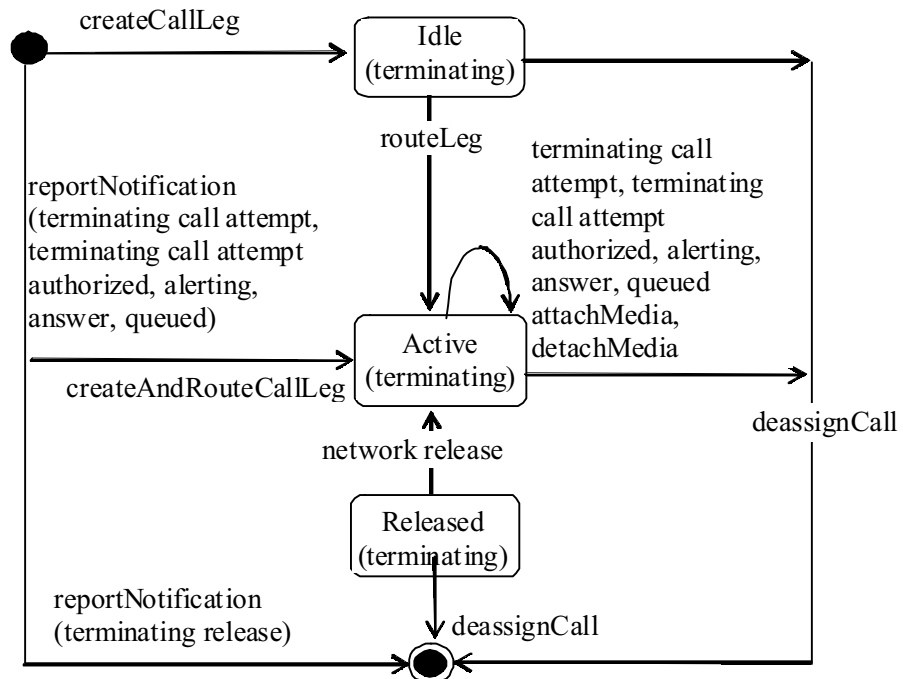 createCallLeg
Idle
(terminating)
routeLeg
reportNotification
(terminating call attempt,
terminating call attempt
authorized, alerting,
answer, queued)
terminating call
attempt, terminating
call attempt
authorized, alerting,
answer, queued
attachMedia,
detachMedia
Active
(terminating)
createAndRouteCallLeg
deassignCall
network release
Released
(terminating)
reportNotification
(terminating release)
deassignCall